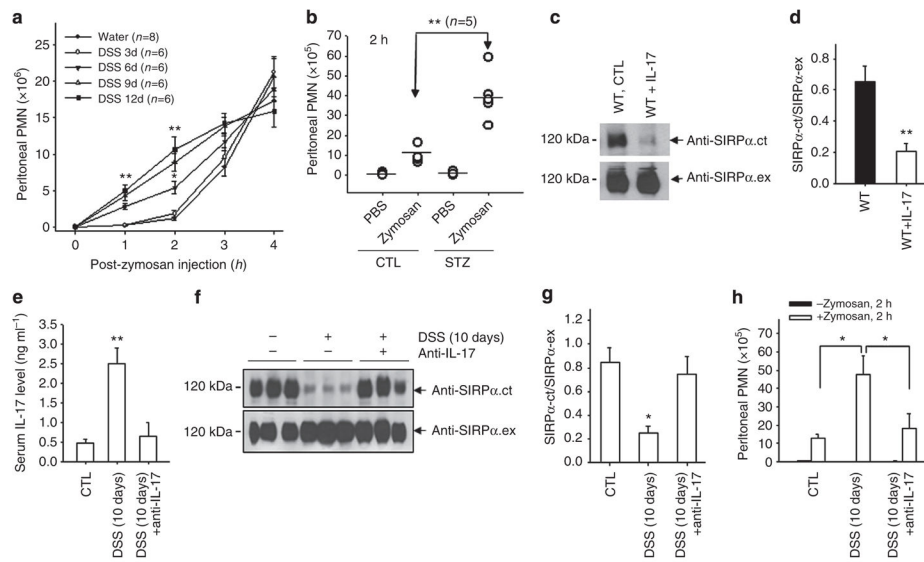 a
Peritoneal PMN (×10⁶)
25
20
15
10
5
0
Water (n=8)
DSS 3d (n=6)
DSS 6d (n=6)
DSS 9d (n=6)
DSS 12d (n=6)
**
**
*
0 1 2 3 4
Post-zymosan injection (h)
b
2 h
** (n=5)
Peritoneal PMN (×10⁵)
70
60
50
40
30
20
10
0
PBS
Zymosan
PBS
Zymosan
CTL STZ
c
WT, CTL
WT + IL-17
120 kDa - Anti-SIRPα.ct
120 kDa - Anti-SIRPα.ex
d
SIRPα-ct/SIRPα-ex
0.8
0.6
0.4
0.2
0.0
**
WT
WT+IL-17
e
Serum IL-17 level (ng ml⁻¹)
3.5
3.0
2.5
2.0
1.5
1.0
0.5
0.0
**
CTL
DSS (10 days)
DSS (10 days)
+anti-IL-17
f
– + + DSS (10 days)
– – + Anti-IL-17
120 kDa - Anti-SIRPα.ct
120 kDa - Anti-SIRPα.ex
g
SIRPα-ct/SIRPα-ex
1.2
1.0
0.8
0.6
0.4
0.2
0.0
*
CTL
DSS (10 days)
DSS (10 days)
+anti-IL-17
h
–Zymosan, 2 h
+Zymosan, 2 h
Peritoneal PMN (×10⁵)
70
60
50
40
30
20
10
0
* *
CTL
DSS (10 days)
DSS (10 days)
+anti-IL-17